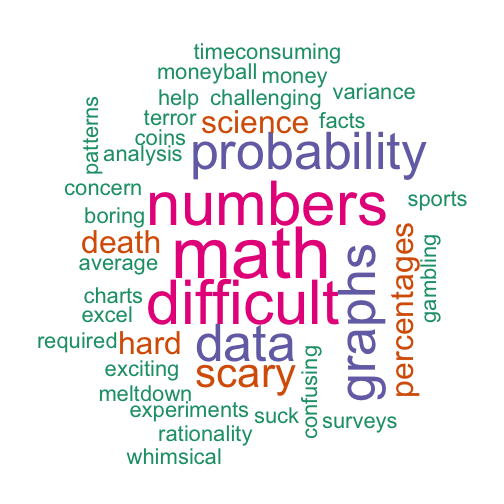 timeconsuming
moneyball money
help challenging variance
terror science facts
coins probability
patterns
analysis
concern numbers sports
boring
death math
average
graphs
percentages
gambling
charts difficult
excel
required hard data
exciting scary
meltdown
confusing
experiments suck surveys
rationality
whimsical